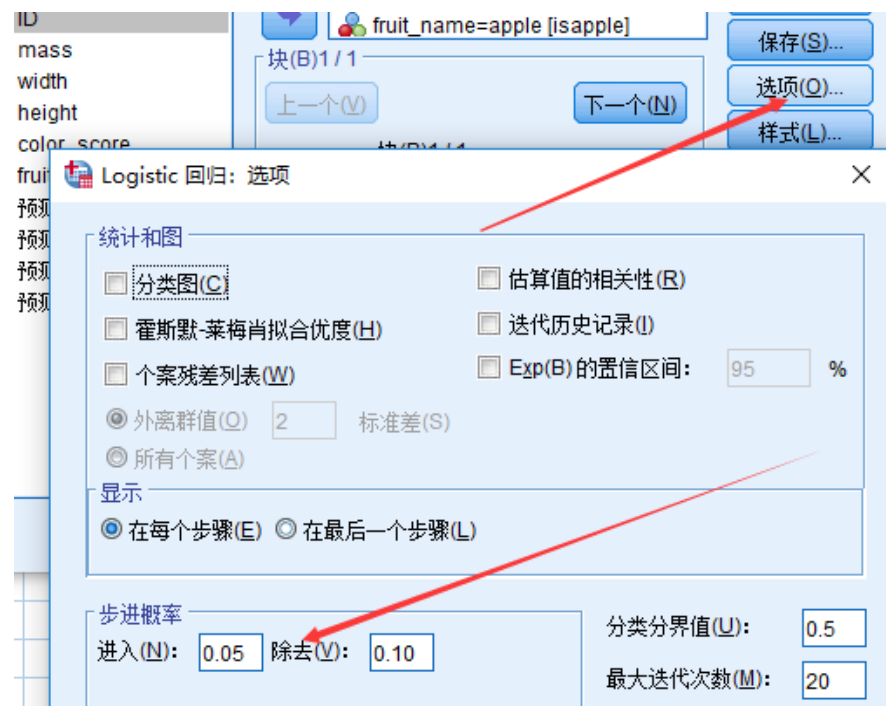 ID
mass
width
height
color_score
fruit_name=apple [isapple]
块(B)1 / 1
上一个(V)
下一个(N)
保存(S)...
选项(O)...
样式(L)...
Logistic 回归：选项
统计和图
分类图(C)
估算值的相关性(R)
霍斯默-莱梅肖拟合优度(H)
迭代历史记录(I)
个案残差列表(W)
Exp(B) 的置信区间： 95 %
外离群值(O) 2 标准差(S)
所有个案(A)
显示
在每个步骤(E) 在最后一个步骤(L)
步进概率
进入(N)： 0.05 除去(V)： 0.10
分类分界值(U)： 0.5
最大迭代次数(M)： 20